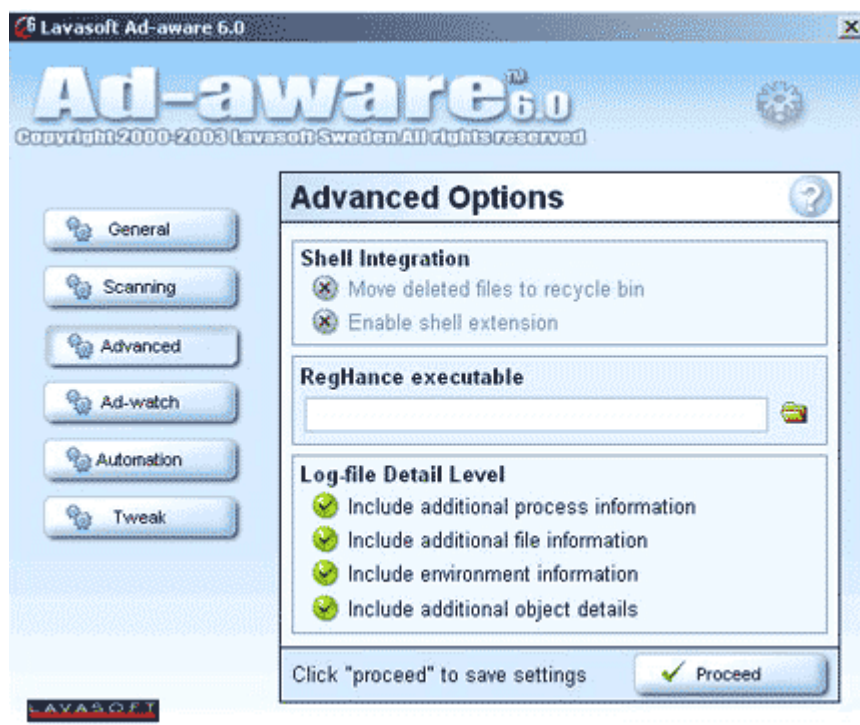 Lavasoft Ad-aware 6.0
Ad-aware™ 6.0
Copyright 2000-2003 Lavasoft Sweden All rights reserved
General
Scanning
Advanced
Ad-watch
Automation
Tweak
Advanced Options
Shell Integration
Move deleted files to recycle bin
Enable shell extension
RegHance executable
Log-file Detail Level
Include additional process information
Include additional file information
Include environment information
Include additional object details
Click "proceed" to save settings
Proceed
LAVASOFT